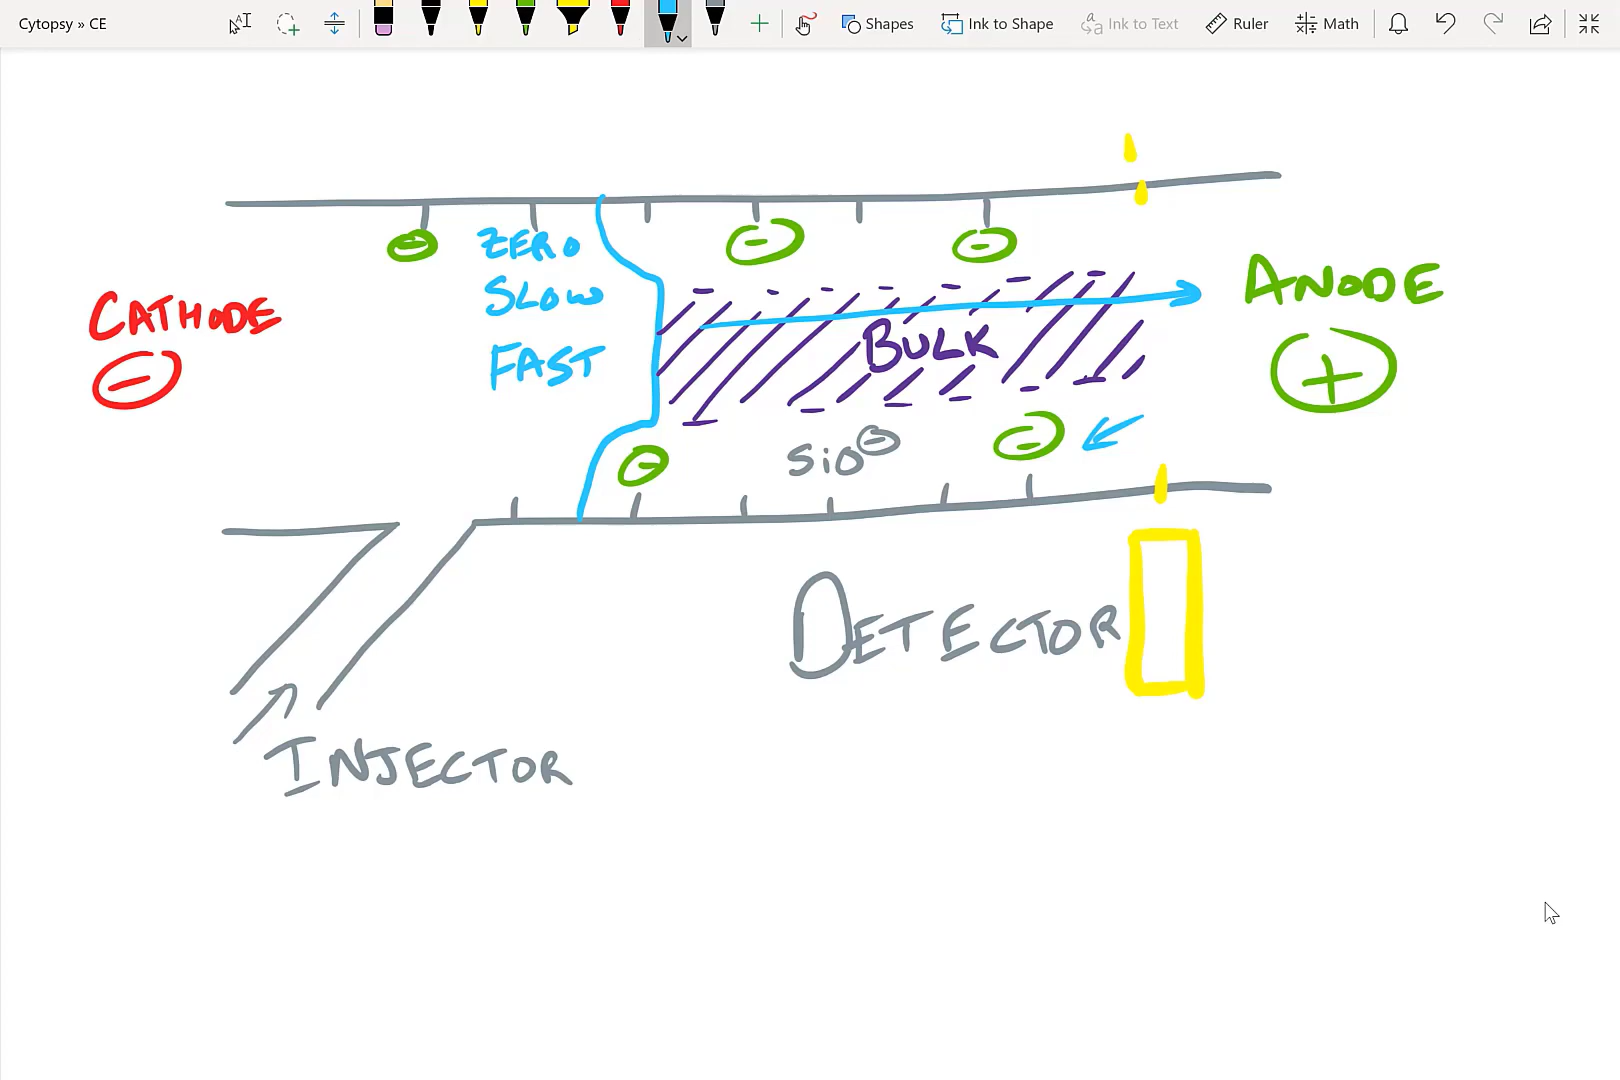 Cytopsy » CE
Shapes
Ink to Shape
Ink to Text
Ruler
Math
ZERO
SLOW
FAST
CATHODE
−
BULK
ANODE
+
SiO⊖
DETECTOR
INJECTOR